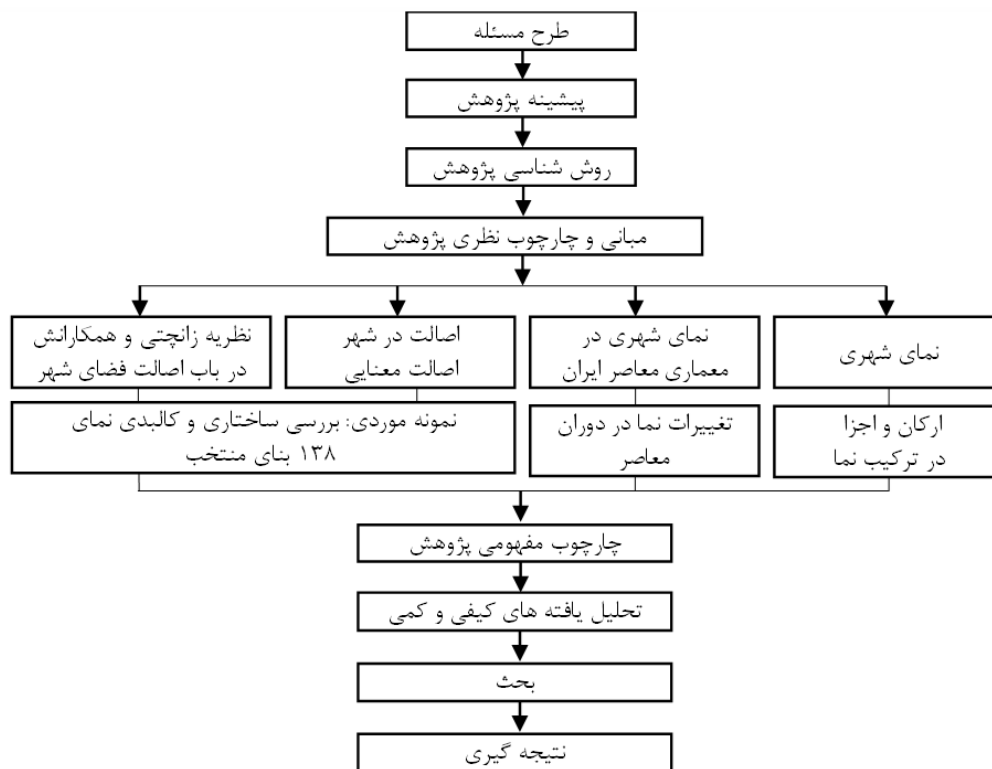 طرح مسئله
پیشینه پژوهش
روش شناسی پژوهش
مبانی و چارچوب نظری پژوهش
نمای شهری
نمای شهری در
معماری معاصر ایران
اصالت در شهر
اصالت معنایی
نظریه زانچتی و همکارانش
در باب اصالت فضای شهر
ارکان و اجزا
در ترکیب نما
تغییرات نما در دوران
معاصر
نمونه موردی: بررسی ساختاری و کالبدی نمای
۱۳۸ بنای منتخب
چارچوب مفهومی پژوهش
تحلیل یافته های کیفی و کمی
بحث
نتیجه گیری